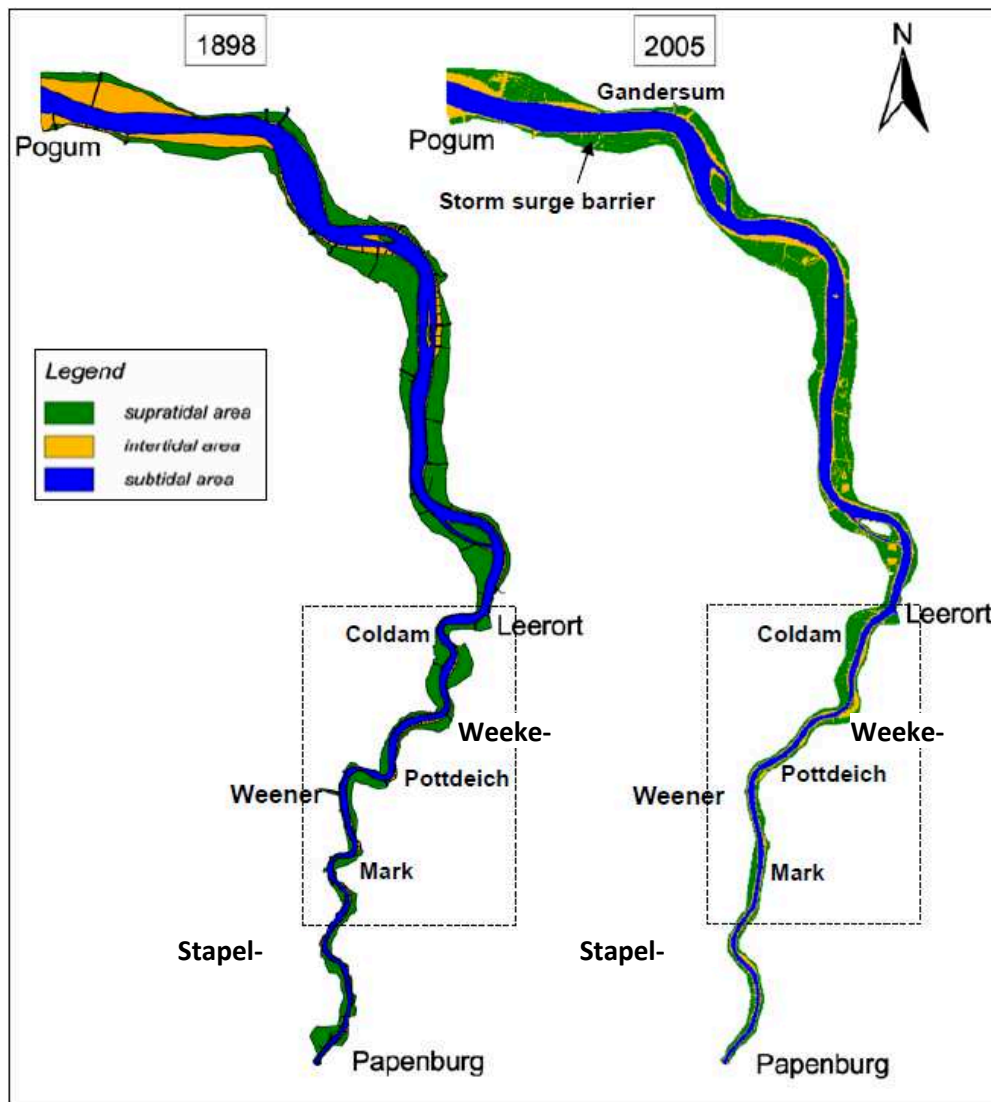 1898
Pogum
Legend
supratidal area
intertidal area
subtidal area
Coldam
Leerort
Weeke-
Pottdeich
Weener
Mark
Stapel-
Papenburg
2005
N
Gandersum
Pogum
Storm surge barrier
Coldam
Leerort
Weeke-
Pottdeich
Weener
Mark
Stapel-
Papenburg